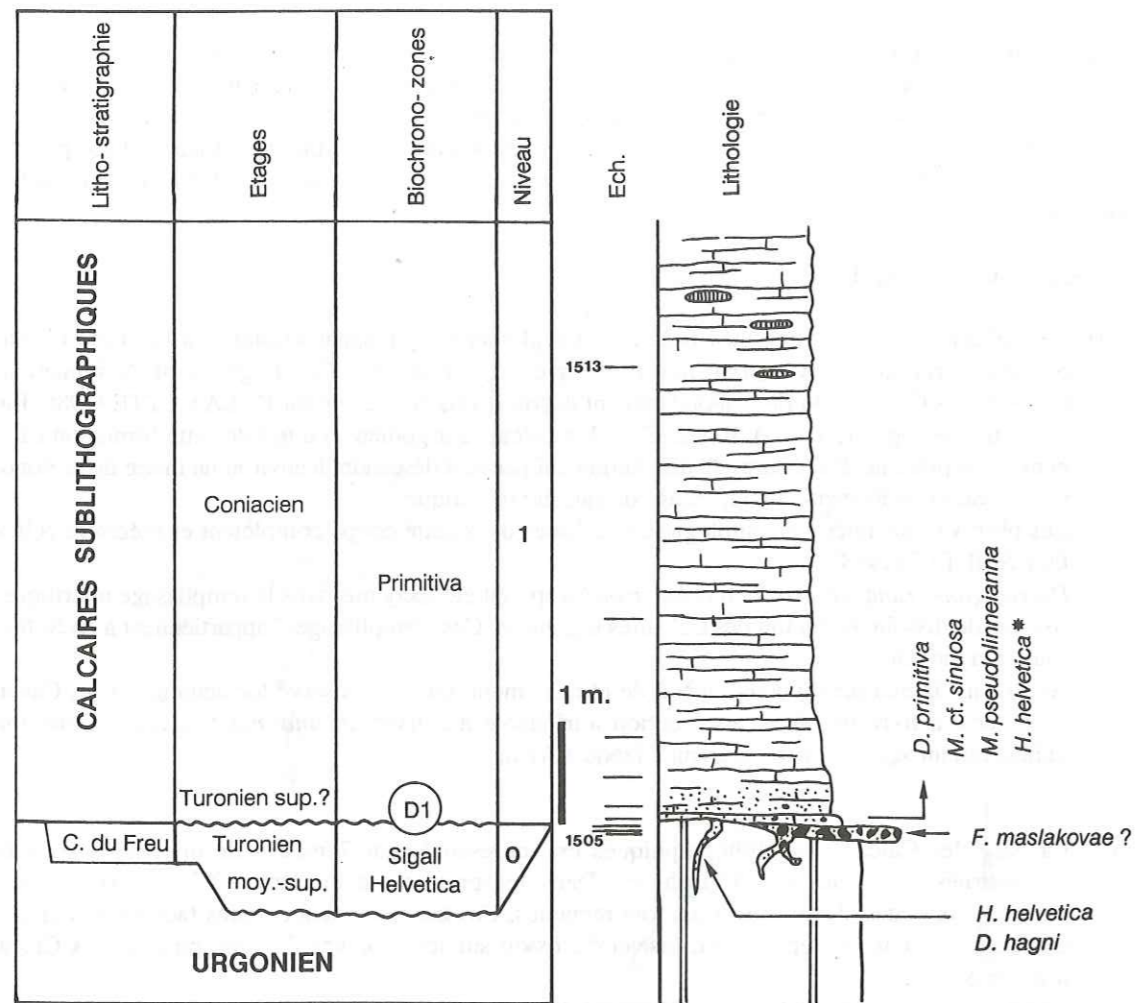 Litho- stratigraphie
Etages
Biochrono- zones
Niveau
Ech.
Lithologie
CALCAIRES SUBLITHOGRAPHIQUES
Coniacien
Primitiva
1
1513
1 m.
D. primitiva
M. cf. sinuosa
M. pseudolinneianna
H. helvetica*
Turonien sup.?
D1
1505
C. du Freu
Turonien
moy.-sup.
Sigali
Helvetica
0
F. maslakovae ?
H. helvetica
D. hagni
URGONIEN